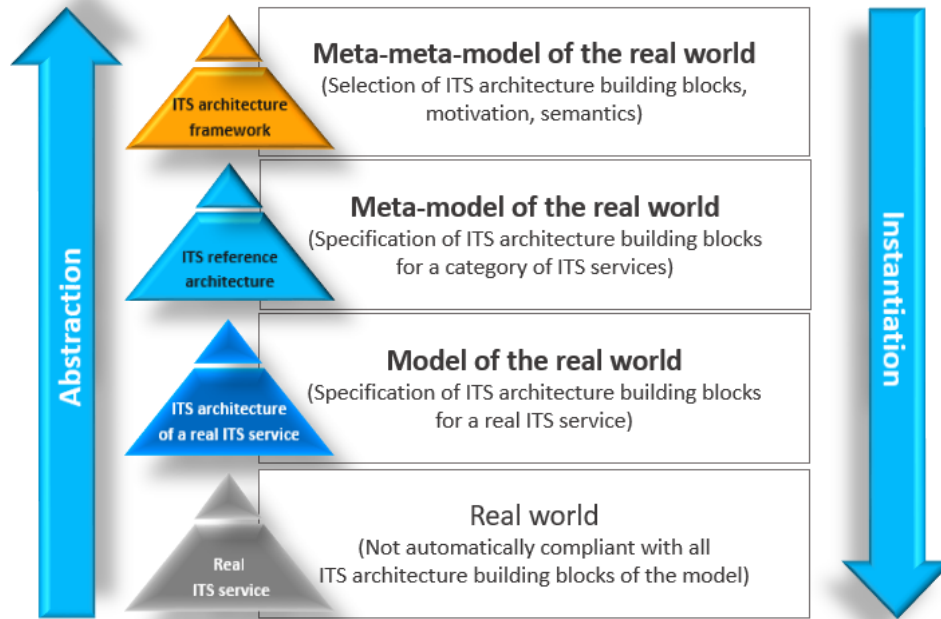 Abstraction
ITS architecture
framework
Meta-meta-model of the real world
(Selection of ITS architecture building blocks,
motivation, semantics)
ITS reference
architecture
Meta-model of the real world
(Specification of ITS architecture building blocks
for a category of ITS services)
ITS architecture
of a real ITS service
Model of the real world
(Specification of ITS architecture building blocks
for a real ITS service)
Real
ITS service
Real world
(Not automatically compliant with all
ITS architecture building blocks of the model)
Instantiation